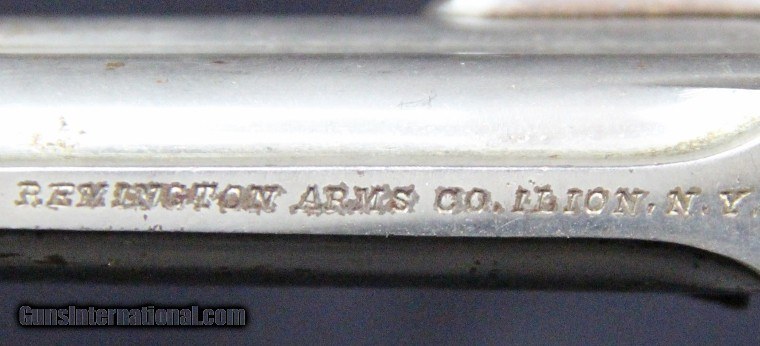 REMINGTON ARMS CO. ILION, N.Y.
GunsInternational.com